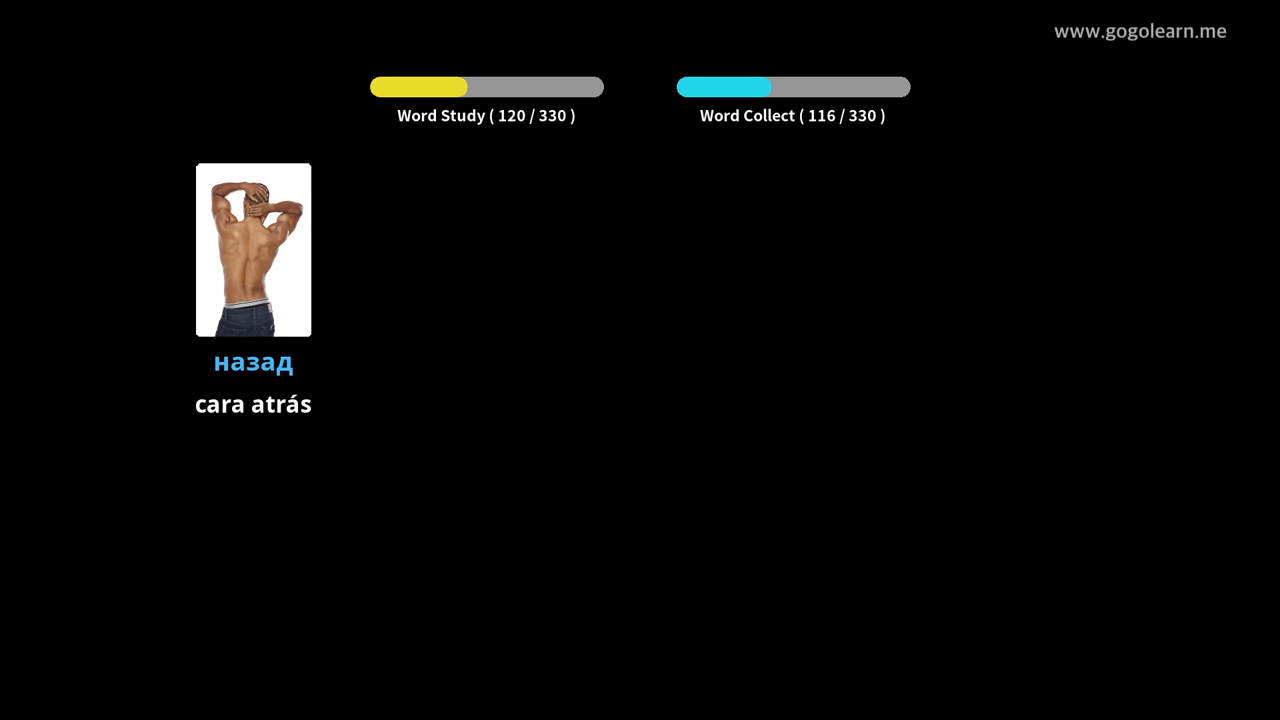 www.gogolearn.me
Word Study ( 120 / 330 )
Word Collect ( 116 / 330 )
назад
cara atrás